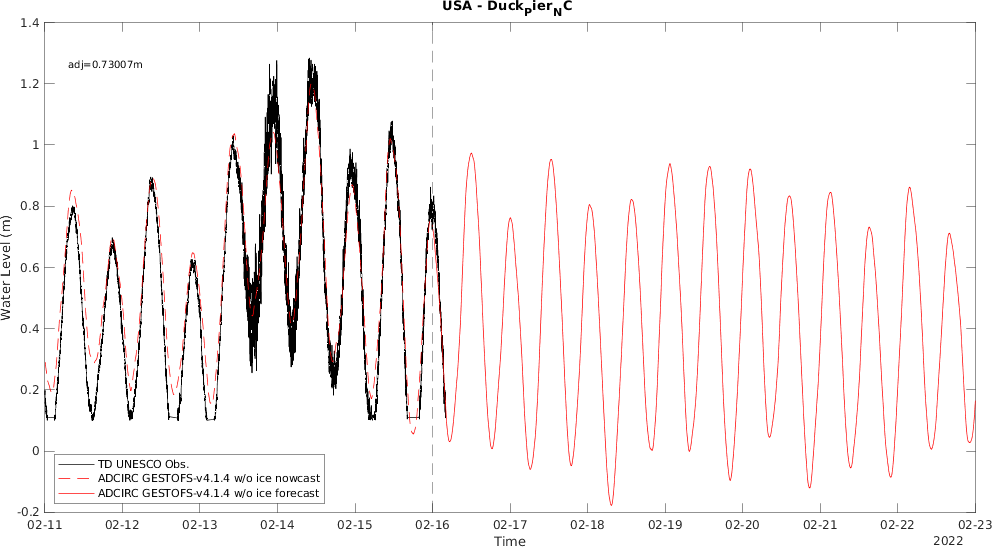 USA - DuckPierNC
1.4
1.2
1
0.8
0.6
0.4
0.2
0
-0.2
Water Level (m)
adj=0.73007m
TD UNESCO Obs.
ADCIRC GESTOFS-v4.1.4 w/o ice nowcast
ADCIRC GESTOFS-v4.1.4 w/o ice forecast
02-11 02-12 02-13 02-14 02-15 02-16 02-17 02-18 02-19 02-20 02-21 02-22 02-23
Time
2022